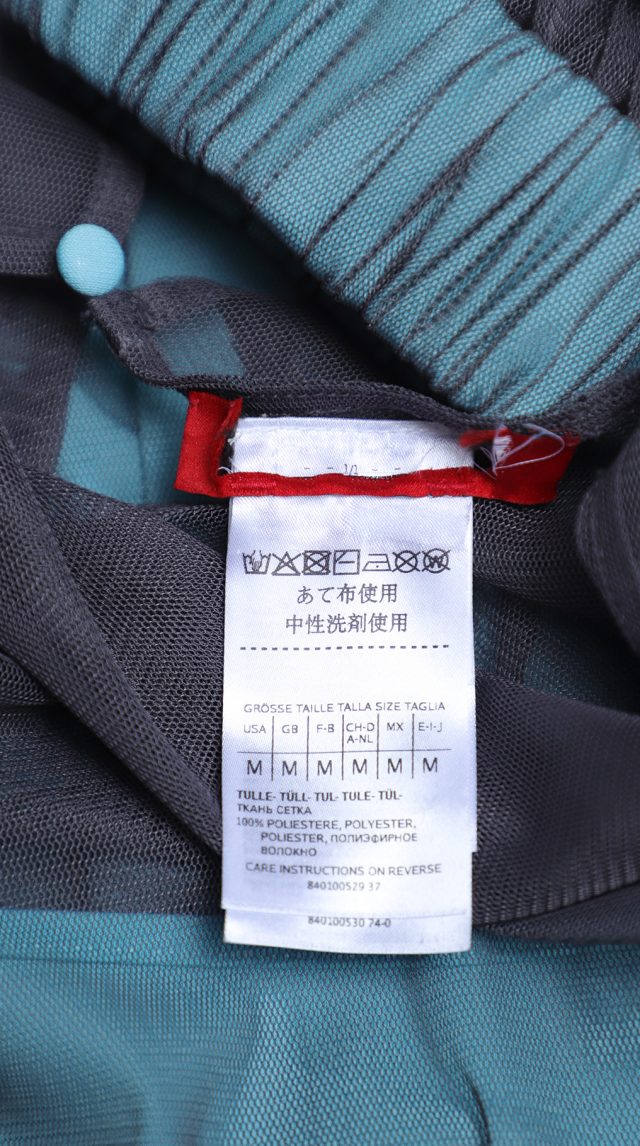 1/2
あて布使用
中性洗剤使用
GRÖSSE TAILLE TALLA SIZE TAGLIA
USA GB F-B CH-D A-NL MX E-I-J
M M M M M M
TULLE- TÜLL- TUL- TULE- TÜL-
ТКАНЬ СЕТКА
100% POLIESTERE, POLYESTER,
POLIESTER, ПОЛИЭФИРНОЕ
ВОЛОКНО
CARE INSTRUCTIONS ON REVERSE
840100529 37
840100530 74-0